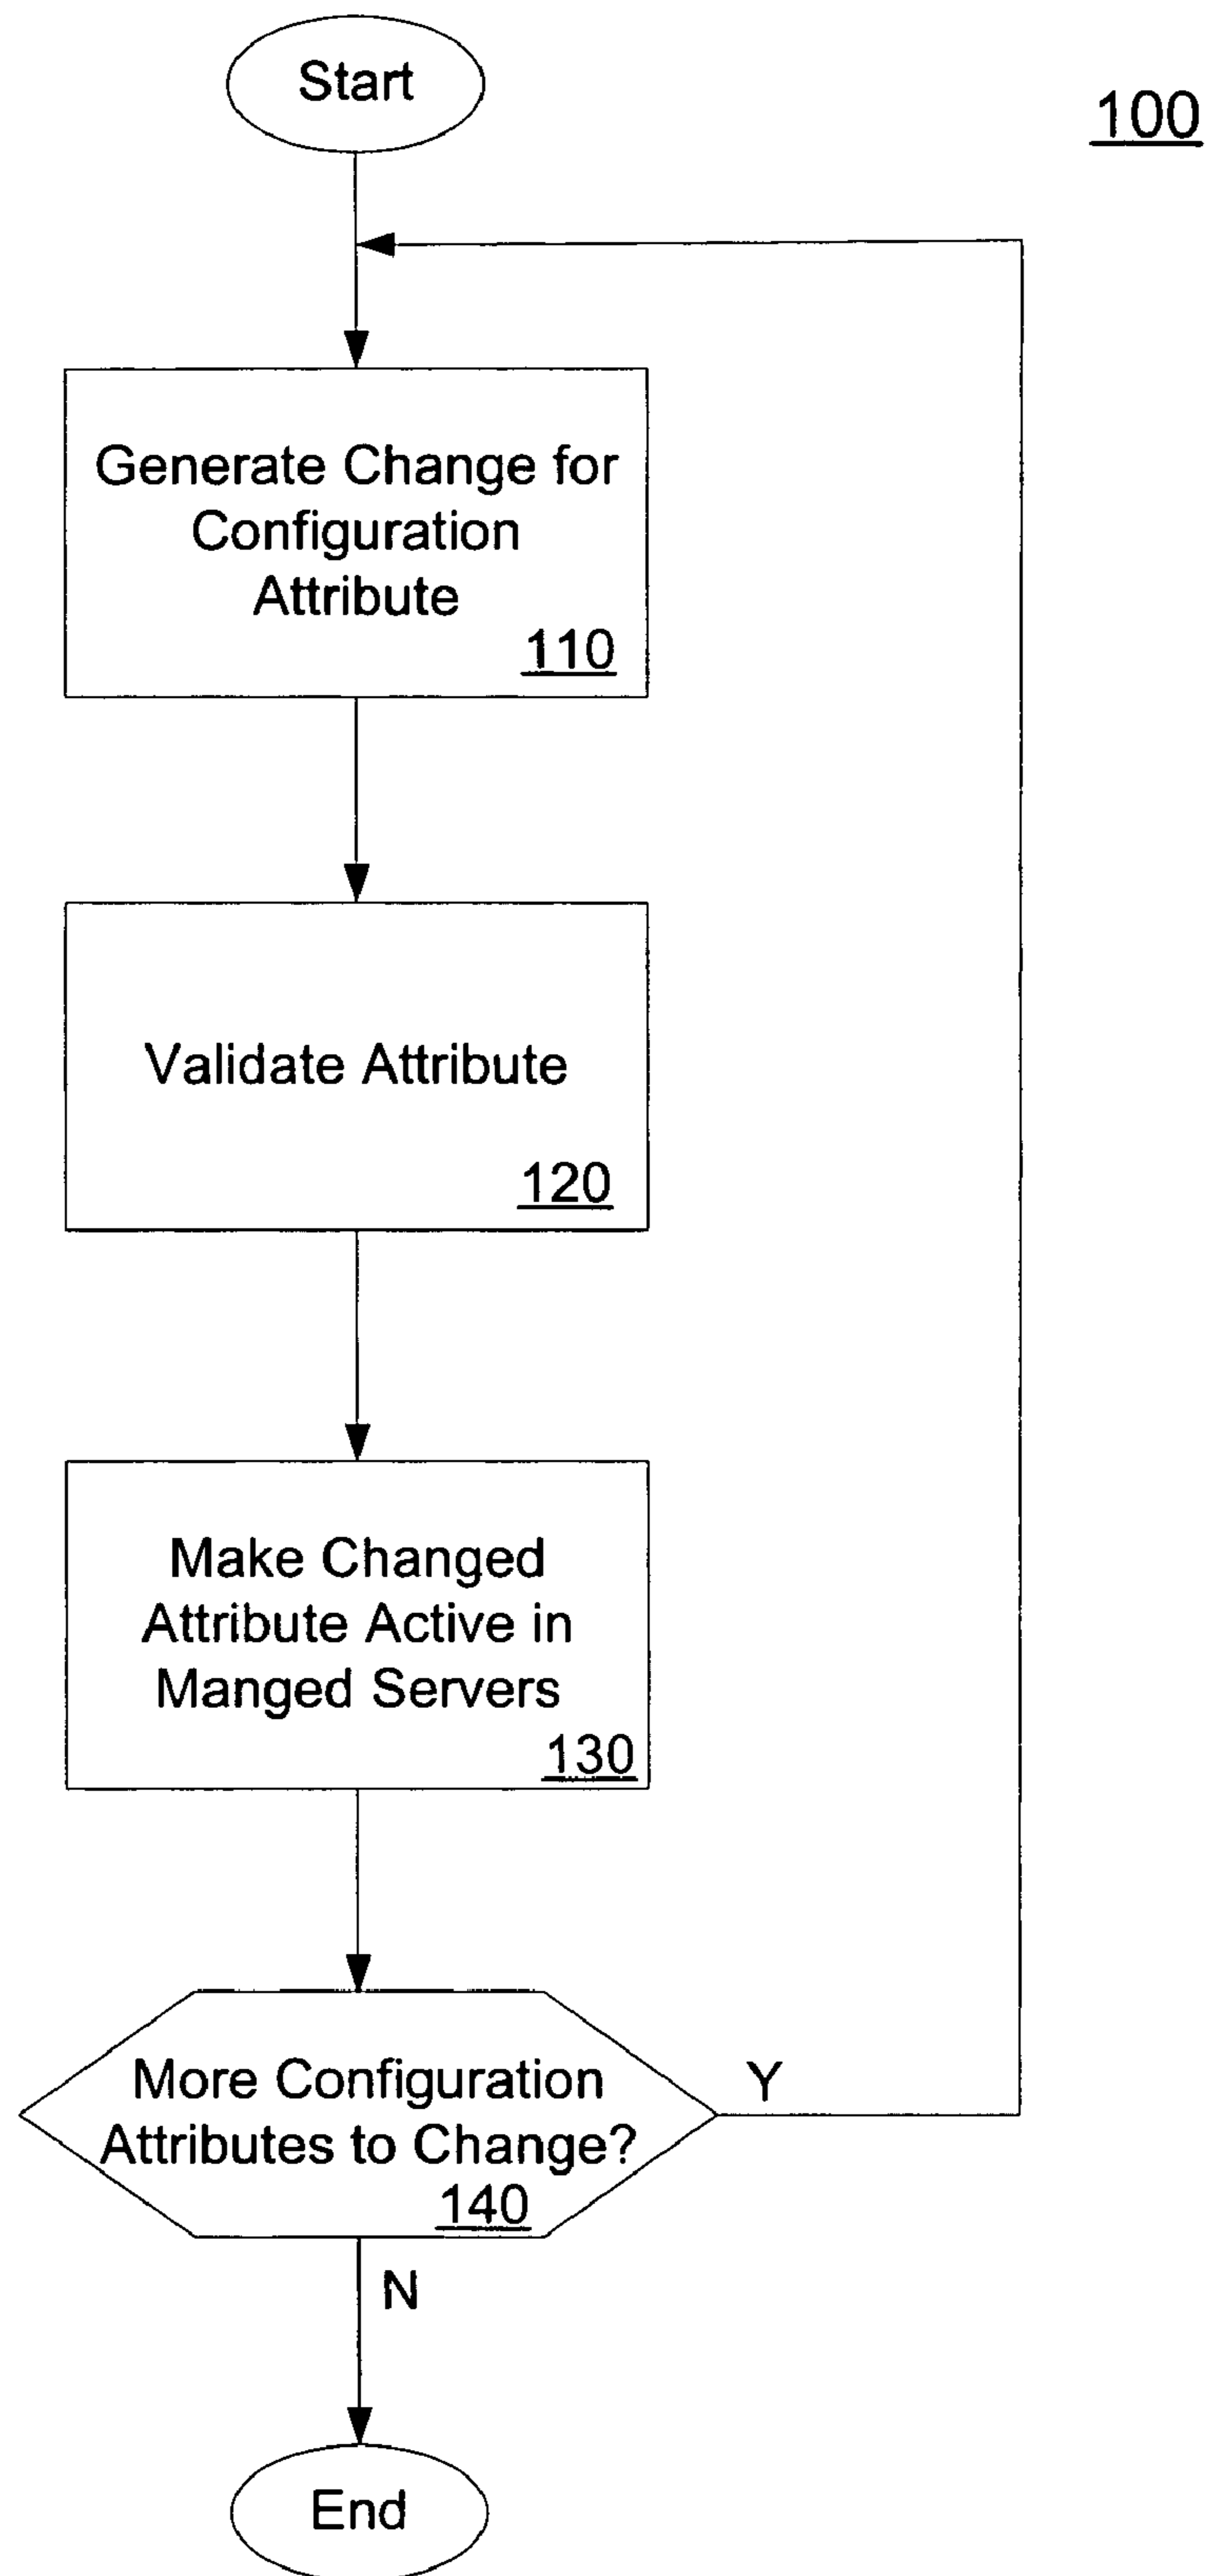 Start
100
Generate Change for
Configuration
Attribute
110
Validate Attribute
120
Make Changed
Attribute Active in
Manged Servers
130
More Configuration
Attributes to Change?
140
Y
N
End